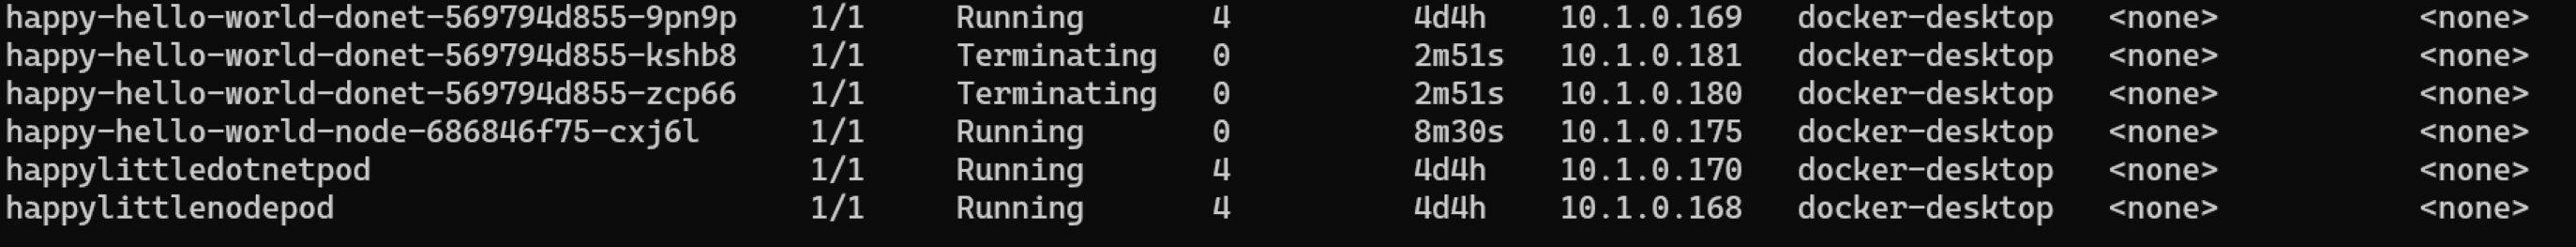 happy-hello-world-donet-569794d855-9pn9p 1/1 Running 4 4d4h 10.1.0.169 docker-desktop <none> <none>
happy-hello-world-donet-569794d855-kshb8 1/1 Terminating 0 2m51s 10.1.0.181 docker-desktop <none> <none>
happy-hello-world-donet-569794d855-zcp66 1/1 Terminating 0 2m51s 10.1.0.180 docker-desktop <none> <none>
happy-hello-world-node-686846f75-cxj6l 1/1 Running 0 8m30s 10.1.0.175 docker-desktop <none> <none>
happylittledotnetpod 1/1 Running 4 4d4h 10.1.0.170 docker-desktop <none> <none>
happylittlenodepod 1/1 Running 4 4d4h 10.1.0.168 docker-desktop <none> <none>